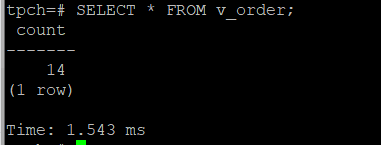 tpch=# SELECT * FROM v_order;
 count
-------
    14
(1 row)

Time: 1.543 ms